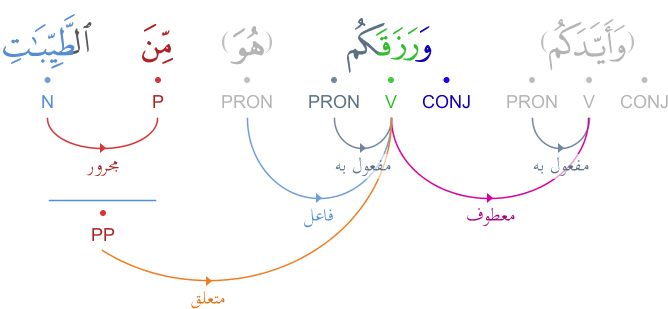 (وَأَيَّدَكُم) وَرَزَقَكُم (هُوَ) مِّنَ ٱلطَّيِّبَـٰتِ
N P PRON PRON V CONJ PRON V CONJ
مجرور مفعول به مفعول به
فاعل معطوف
PP
متعلق